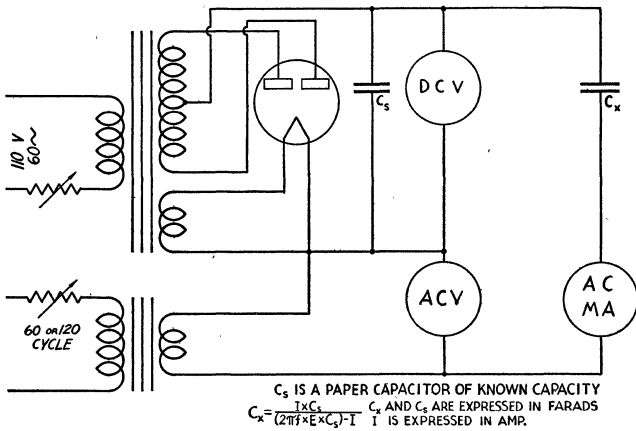 110 V
60~
60 OR 120
CYCLE
Cs
DCV
Cx
ACV
AC
MA
Cs IS A PAPER CAPACITOR OF KNOWN CAPACITY
Cx = I×Cs / (2πf×E×Cs)-I Cx AND Cs ARE EXPRESSED IN FARADS
I IS EXPRESSED IN AMP.